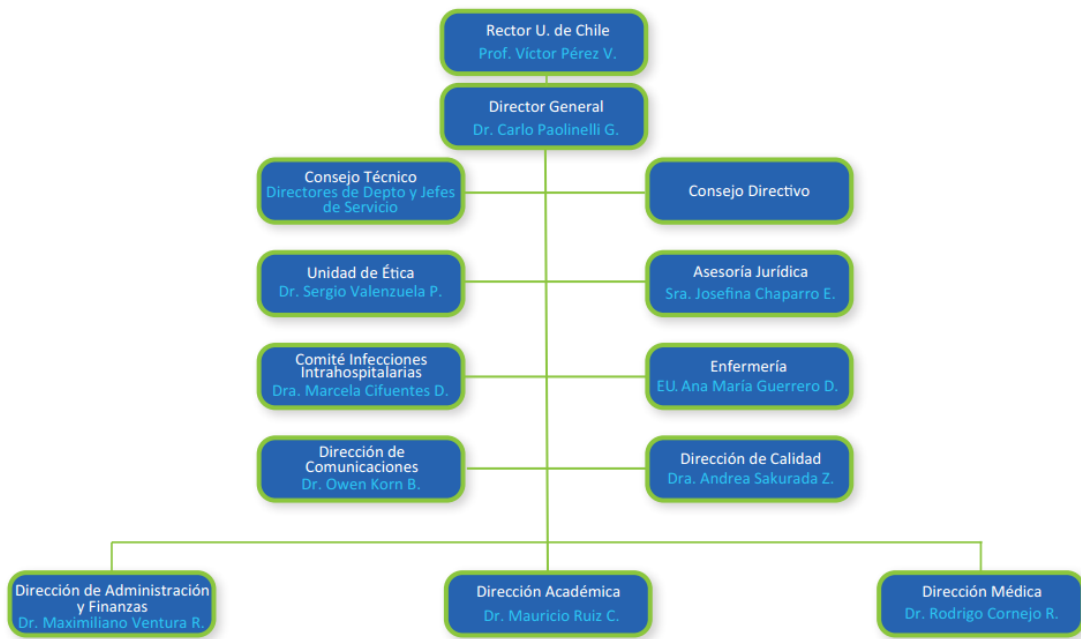 Rector U. de Chile
Prof. Víctor Pérez V.
Director General
Dr. Carlo Paolinelli G.
Consejo Técnico
Directores de Depto y Jefes
de Servicio
Consejo Directivo
Unidad de Ética
Dr. Sergio Valenzuela P.
Asesoría Jurídica
Sra. Josefina Chaparro E.
Comité Infecciones
Intrahospitalarias
Dra. Marcela Cifuentes D.
Enfermería
EU. Ana María Guerrero D.
Dirección de
Comunicaciones
Dr. Owen Korn B.
Dirección de Calidad
Dra. Andrea Sakurada Z.
Dirección de Administración
y Finanzas
Dr. Maximiliano Ventura R.
Dirección Académica
Dr. Mauricio Ruiz C.
Dirección Médica
Dr. Rodrigo Cornejo R.